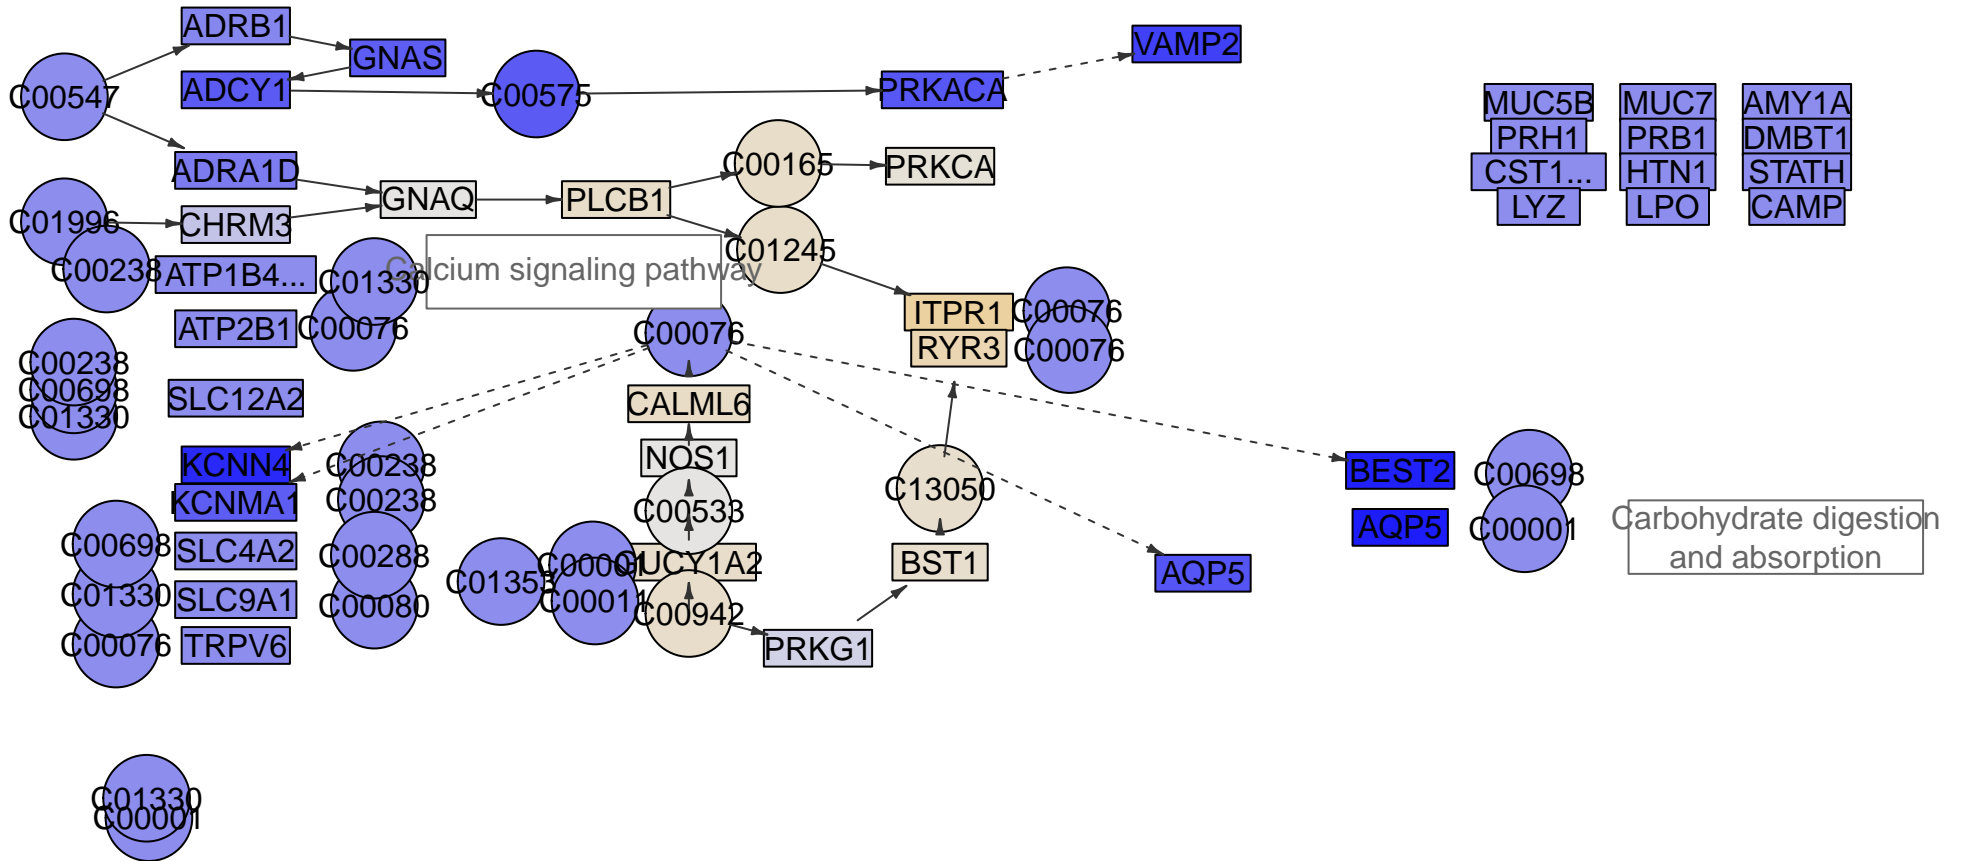 ADRB1
GNAS
VAMP2
C00547
ADCY1
C00575
PRKACA
MUC5B
MUC7
AMY1A
PRH1
PRB1
DMBT1
CST1...
HTN1
STATH
LYZ
LPO
CAMP
ADRA1D
C00165
PRKCA
GNAQ
PLCB1
C01996
CHRM3
C01245
C00238
ATP1B4...
C01330
Calcium signaling pathway
ITPR1
C00076
ATP2B1
C00076
C00076
RYR3
C00076
C00238
C00698
C01330
SLC12A2
CALML6
KCNN4
C00238
NOS1
BEST2
C00698
KCNMA1
C00238
C00533
C13050
AQP5
C00001
Carbohydrate digestion
and absorption
C00698
SLC4A2
C00288
C00001
GUCY1A2
BST1
AQP5
C01330
SLC9A1
C00080
C01353
C00011
C00942
C00076
TRPV6
PRKG1
C01330
C00001